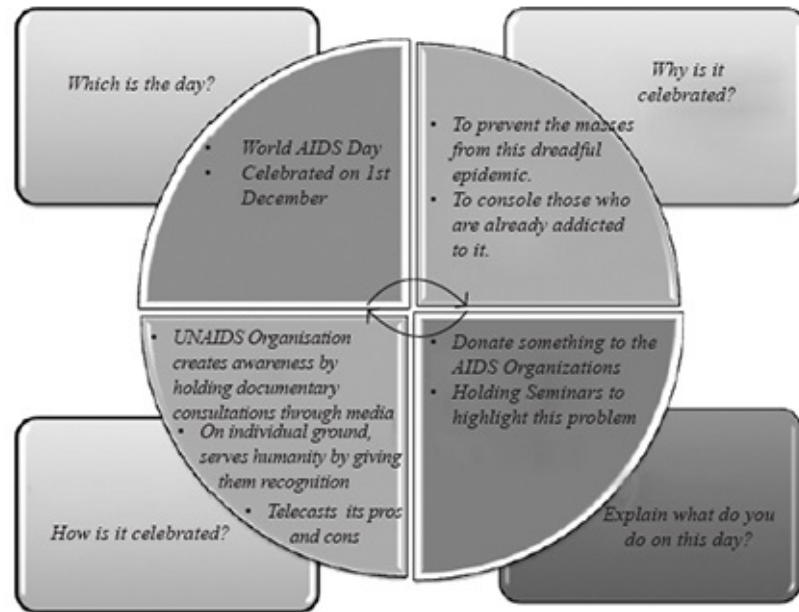 Which is the day?
• World AIDS Day
• Celebrated on 1st
December
Why is it
celebrated?
• To prevent the masses
from this dreadful
epidemic.
• To console those who
are already addicted
to it.
How is it celebrated?
• UNAIDS Organisation
creates awareness by
holding documentary
consultations through media
• On individual ground,
serves humanity by giving
them recognition
• Telecasts its pros
and cons
Explain what do you
do on this day?
• Donate something to the
AIDS Organizations
• Holding Seminars to
highlight this problem